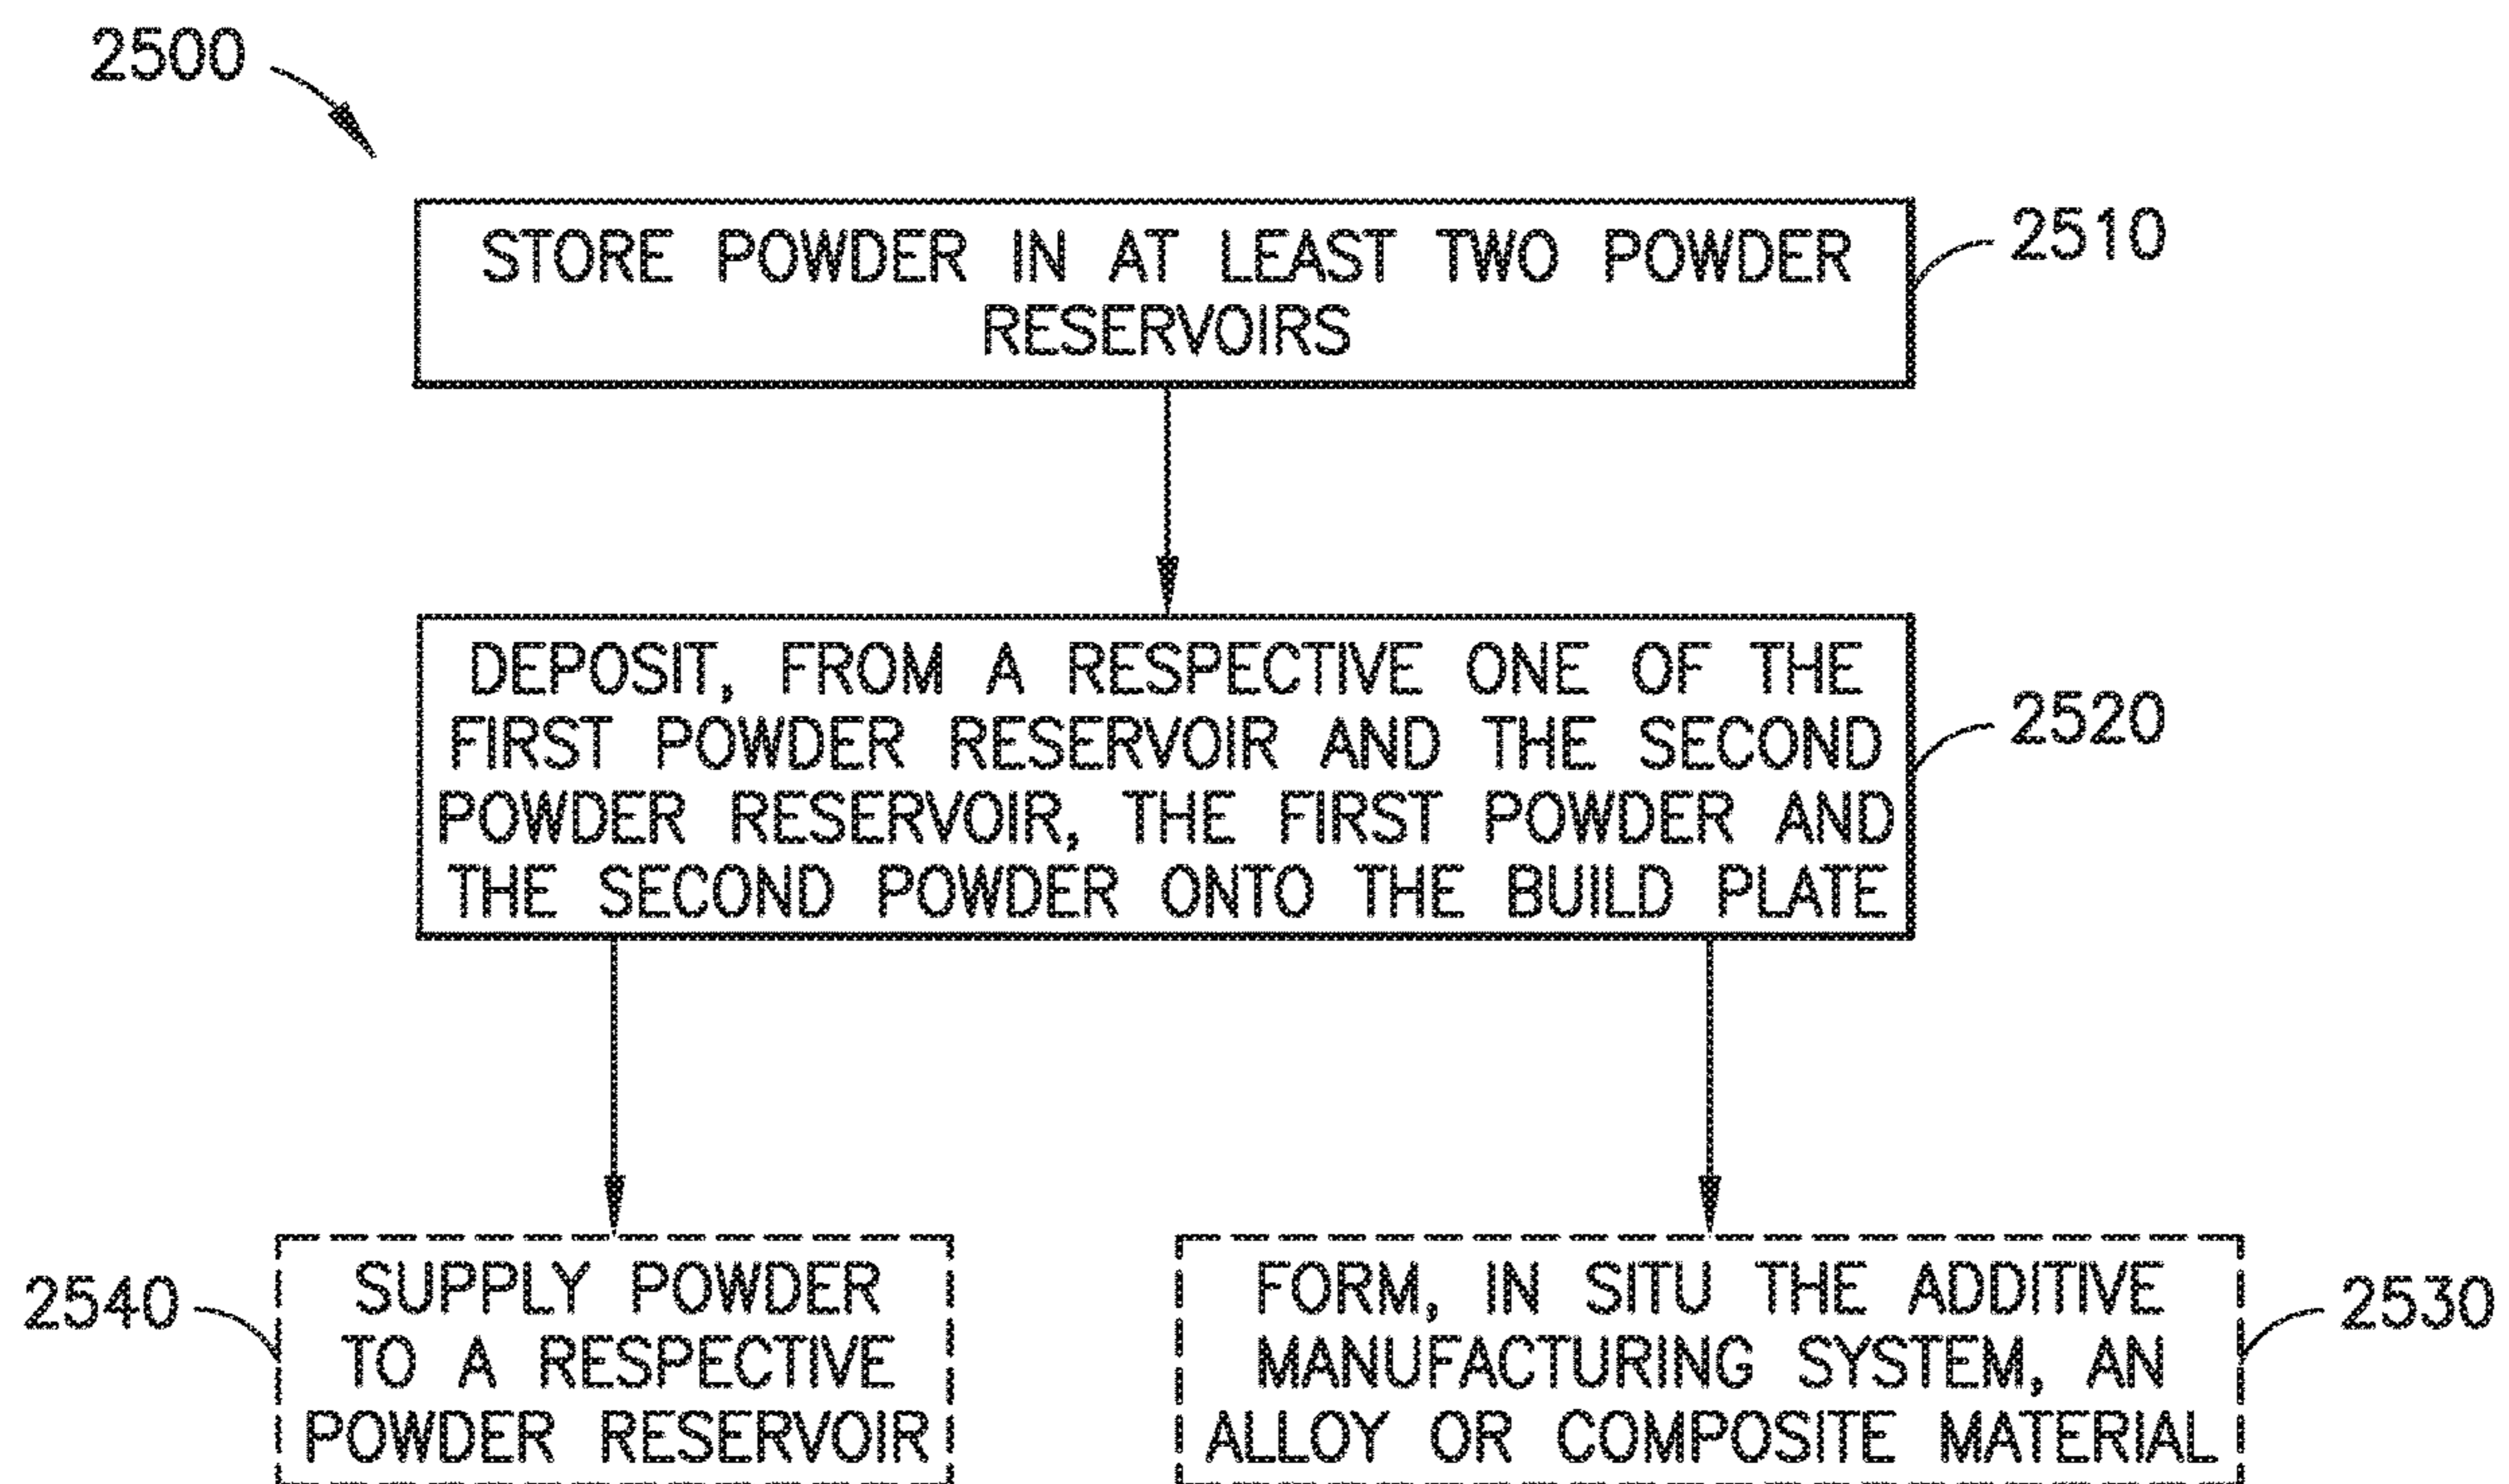 2500
STORE POWDER IN AT LEAST TWO POWDER
RESERVOIRS
2510
DEPOSIT, FROM A RESPECTIVE ONE OF THE
FIRST POWDER RESERVOIR AND THE SECOND
POWDER RESERVOIR, THE FIRST POWDER AND
THE SECOND POWDER ONTO THE BUILD PLATE
2520
2540
SUPPLY POWDER
TO A RESPECTIVE
POWDER RESERVOIR
FORM, IN SITU THE ADDITIVE
MANUFACTURING SYSTEM, AN
ALLOY OR COMPOSITE MATERIAL
2530